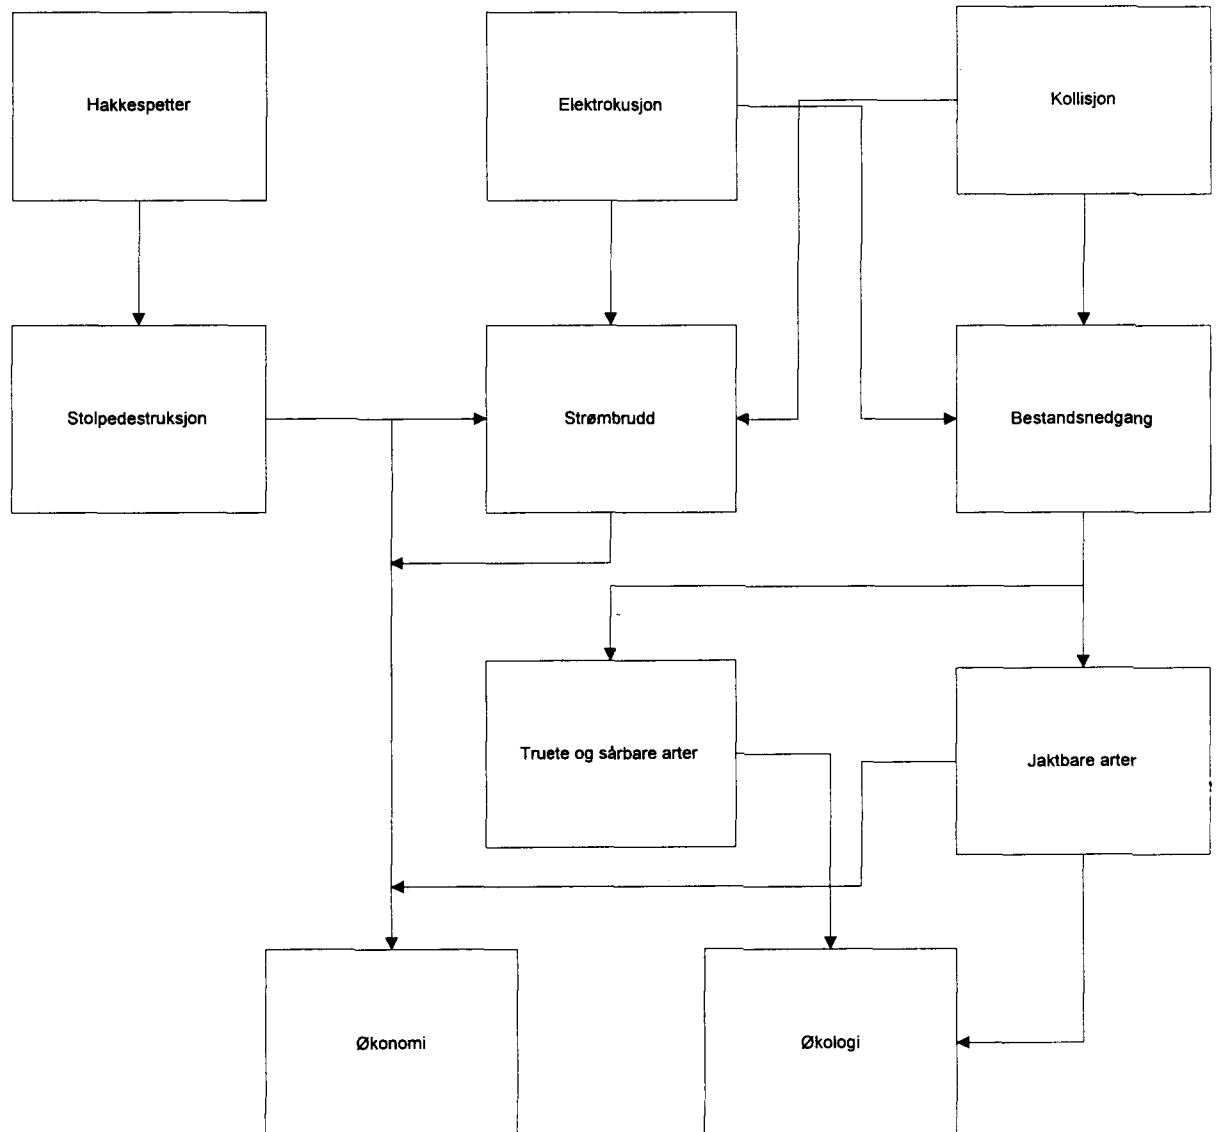 Hakkespetter
Elektrokusjon
Kollisjon
Stolpedestruksjon
Strømbrudd
Bestandsnedgang
Truete og sårbare arter
Jaktbare arter
Økonomi
Økologi